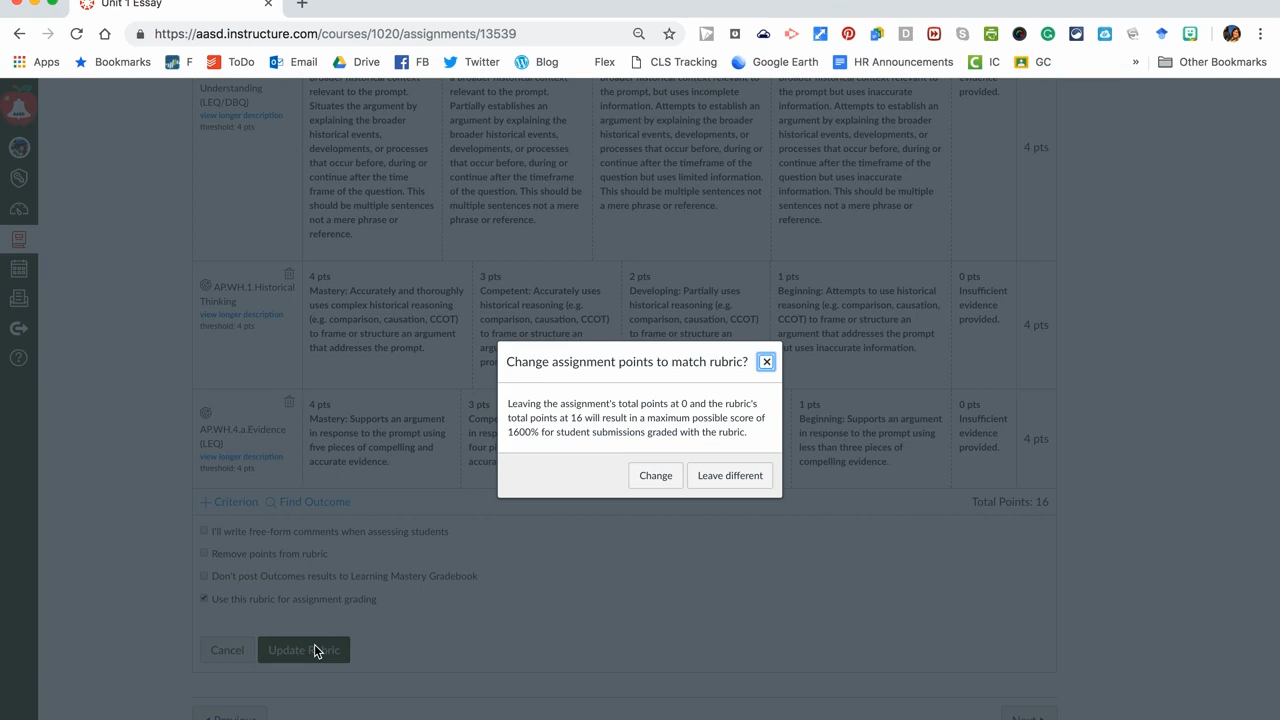 Unit 1 Essay
https://aasd.instructure.com/courses/1020/assignments/13539
Apps Bookmarks F ToDo Email Drive FB Twitter Blog Flex CLS Tracking Google Earth HR Announcements IC GC » Other Bookmarks
Understanding
(LEQ/DBQ)
view longer description
threshold: 4 pts
broader historical context
relevant to the prompt.
Situates the argument by
explaining the broader
historical events,
developments, or processes
that occur before, during or
continue after the time
frame of the question. This
should be multiple sentences
not a mere phrase or
reference.
a broader historical context
relevant to the prompt.
Partially establishes an
argument by explaining the
broader historical events,
developments, or processes
that occur before, during or
continue after the
timeframe of the question.
This should be multiple
sentences not a mere phrase
or reference.
broader historical context relevant to
the prompt, but uses incomplete
information. Attempts to establish an
argument by explaining the broader
historical events, developments, or
processes that occur before, during or
continue after the timeframe of the
question but uses limited information.
This should be multiple sentences not
a mere phrase or reference.
broader historical context relevant to
the prompt but uses inaccurate
information. Attempts to establish an
argument by explaining the broader
historical events, developments, or
processes that occur before, during or
continue after the timeframe of the
question but uses inaccurate
information. This should be multiple
sentences not a mere phrase or
reference.
Evidence
provided.
4 pts
AP.WH.1.Historical
Thinking
view longer description
threshold: 4 pts
4 pts
Mastery: Accurately and thoroughly
uses complex historical reasoning
(e.g. comparison, causation, CCOT)
to frame or structure an argument
that addresses the prompt.
3 pts
Competent: Accurately uses
historical reasoning (e.g.
comparison, causation, CCOT)
to frame or structure an
2 pts
Developing: Partially uses
historical reasoning (e.g.
comparison, causation, CCOT)
to frame or structure an
1 pts
Beginning: Attempts to use historical
reasoning (e.g. comparison, causation,
CCOT) to frame or structure an
argument that addresses the prompt
but uses inaccurate information.
0 pts
Insufficient
evidence
provided.
4 pts
Change assignment points to match rubric?
Leaving the assignment's total points at 0 and the rubric's
total points at 16 will result in a maximum possible score of
1600% for student submissions graded with the rubric.
Change Leave different
AP.WH.4.a.Evidence
(LEQ)
view longer description
threshold: 4 pts
4 pts
Mastery: Supports an argument
in response to the prompt using
five pieces of compelling and
accurate evidence.
3 pts
1 pts
Beginning: Supports an argument
in response to the prompt using
less than three pieces of
compelling evidence.
0 pts
Insufficient
evidence
provided.
4 pts
Criterion Find Outcome Total Points: 16
I'll write free-form comments when assessing students
Remove points from rubric
Don't post Outcomes results to Learning Mastery Gradebook
Use this rubric for assignment grading
Cancel Update Rubric
Previous Next